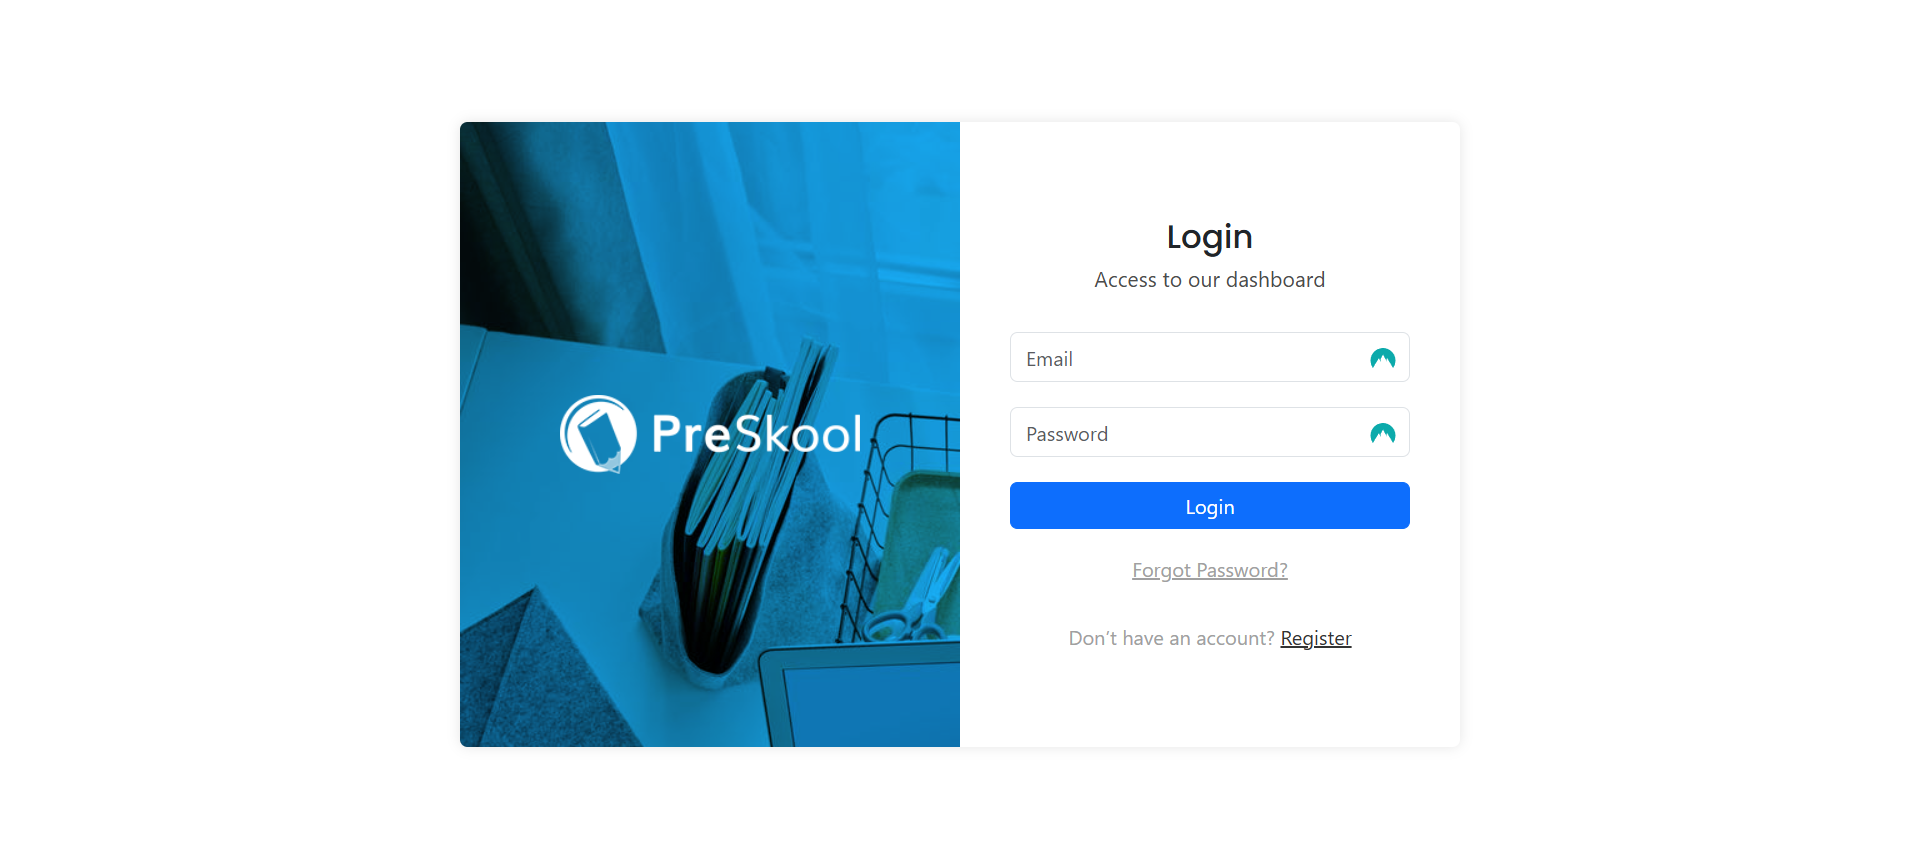 PreSkool
Login
Access to our dashboard
Email
Password
Login
Forgot Password?
Don't have an account? Register